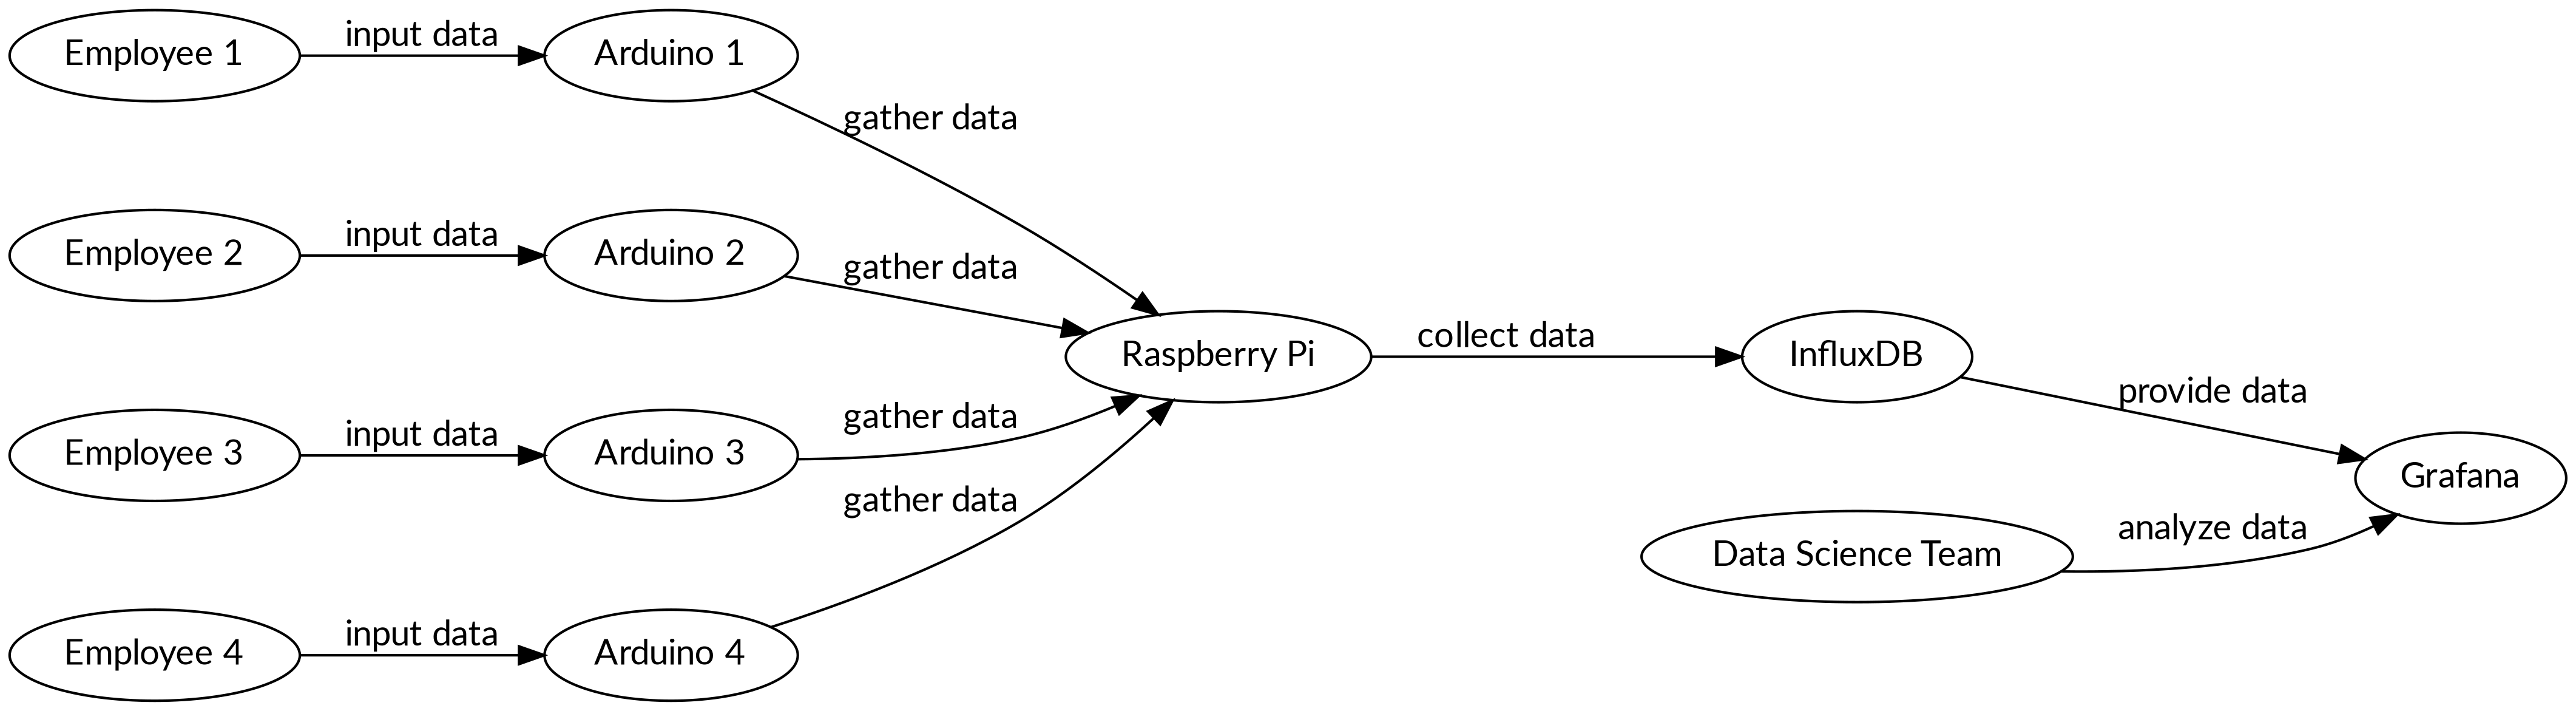 Employee 1
input data
Arduino 1
gather data
Employee 2
input data
Arduino 2
gather data
Raspberry Pi
collect data
InfluxDB
provide data
Employee 3
input data
Arduino 3
gather data
Grafana
gather data
Data Science Team
analyze data
Employee 4
input data
Arduino 4